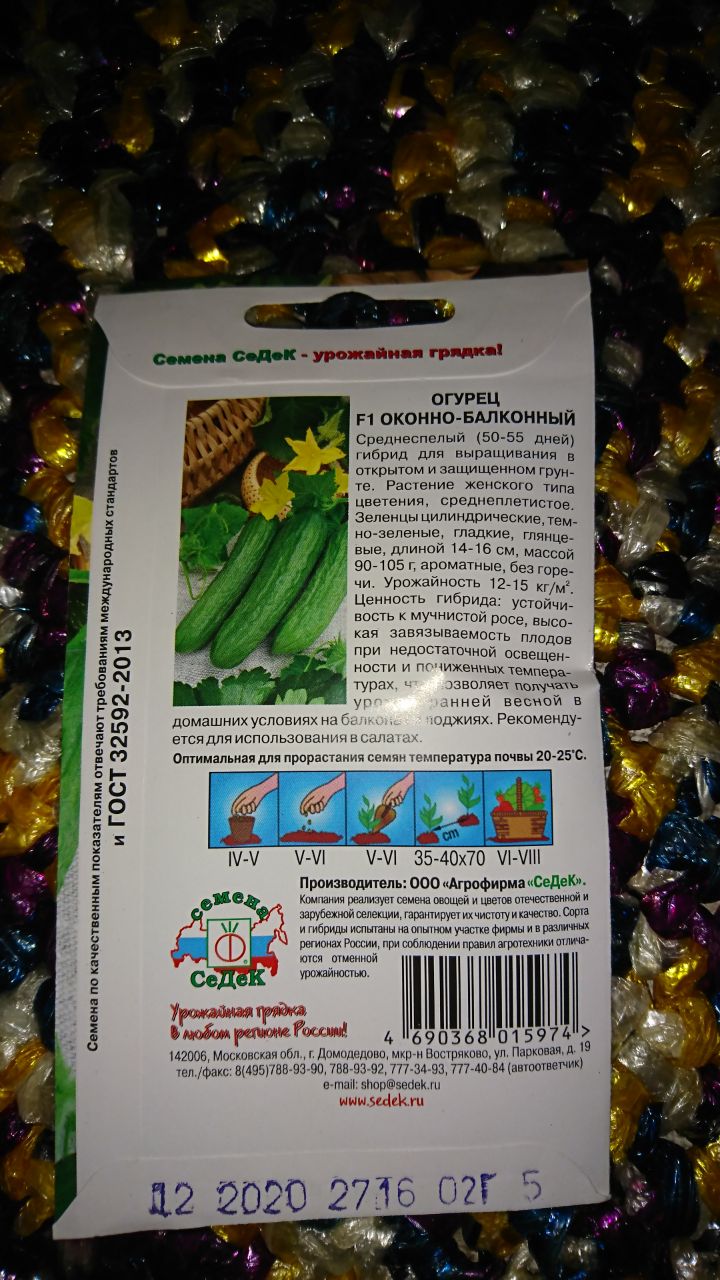 Семена СеДеК - урожайная грядка!
ОГУРЕЦ
F1 ОКОННО-БАЛКОННЫЙ
Среднеспелый (50-55 дней)
гибрид для выращивания в
открытом и защищенном грун-
те. Растение женского типа
цветения, среднеплетистое.
Зеленцы цилиндрические, тем-
но-зеленые, гладкие, глянце-
вые, длиной 14-16 см, массой
90-105 г, ароматные, без горе-
чи. Урожайность 12-15 кг/м².
Ценность гибрида: устойчи-
вость к мучнистой росе, высо-
кая завязываемость плодов
при недостаточной освещен-
ности и пониженных темпера-
турах, позволяет получать
ранней весной в
домашних условиях на лоджиях. Рекоменду-
ется для использования в салатах.
Оптимальная для прорастания семян температура почвы 20-25°С.
cm
IV-V V-VI V-VI 35-40x70 VI-VIII
Семена по качественным показателям отвечают требованиям международных стандартов
и ГОСТ 32592-2013
семена
СеДеК
Урожайная грядка
в любом регионе России!
Производитель: ООО «Агрофирма «СеДеК».
Компания реализует семена овощей и цветов отечественной и
зарубежной селекции, гарантирует их чистоту и качество. Сорта
и гибриды испытаны на опытном участке фирмы и в различных
регионах России, при соблюдении правил агротехники отлича-
ются отменной
урожайностью.
4 690368 015974 >
142006, Московская обл., г. Домодедово, мкр-н Востряково, ул. Парковая, д. 19
тел./факс: 8(495)788-93-90, 788-93-92, 777-34-93, 777-40-84 (автоответчик)
e-mail: shop@sedek.ru
www.sedek.ru
12 2020 2716 02Г 5